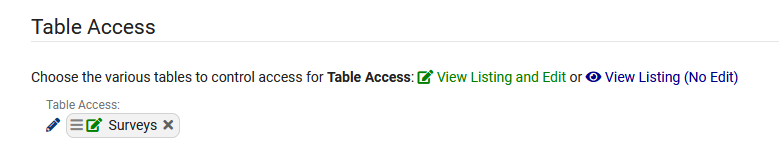 Table Access
Choose the various tables to control access for Table Access: View Listing and Edit or View Listing (No Edit)
Table Access:
Surveys